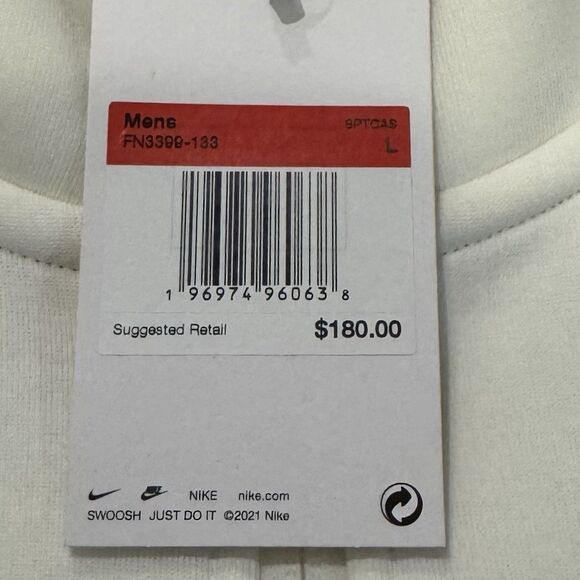 Mens SPTCAS
FN3399-133 L
1 96974 96063 8
Suggested Retail $180.00
NIKE nike.com
SWOOSH JUST DO IT ©2021 Nike